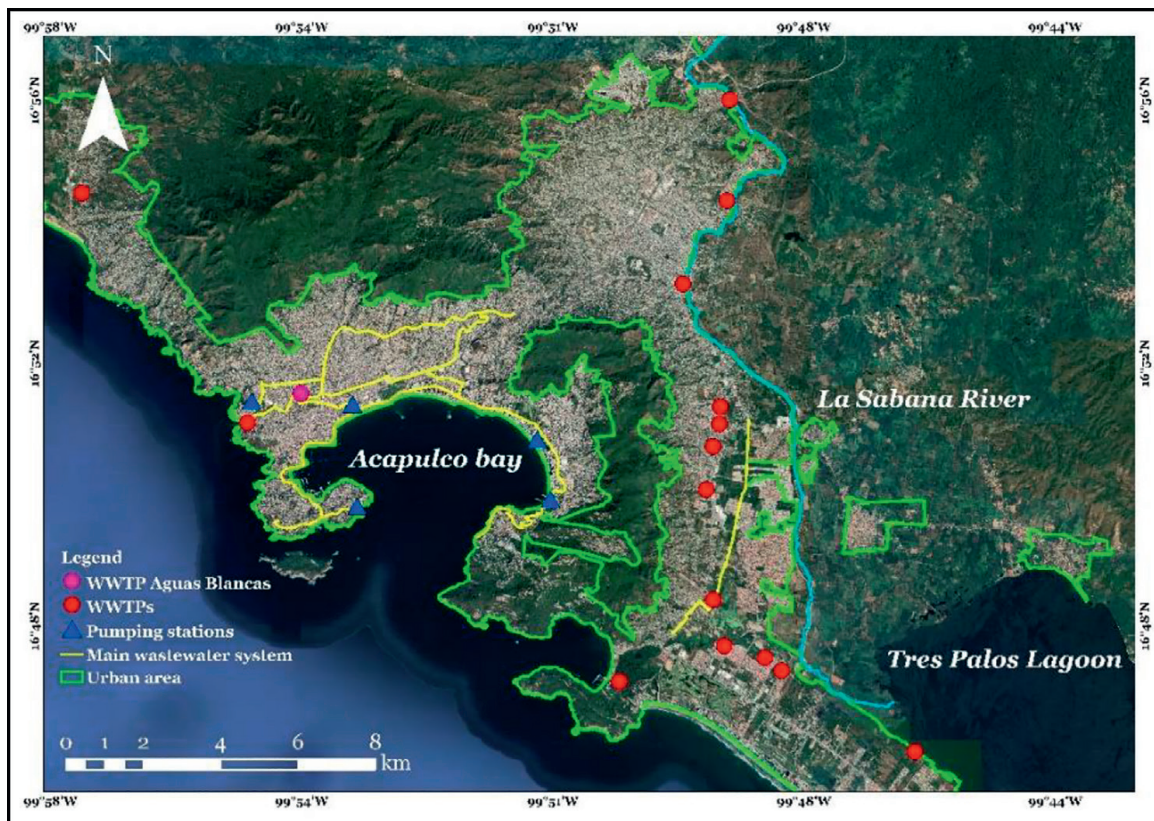 99°58'W 99°54'W 99°51'W 99°48'W 99°44'W
N
16°56'N 16°56'N
16°52'N 16°52'N
La Sabana River
Acapulco bay
Legend
WWTP Aguas Blancas
WWTPs
Pumping stations
Main wastewater system
Urban area
16°48'N 16°48'N
Tres Palos Lagoon
0 1 2 4 6 8
km
99°58'W 99°54'W 99°51'W 99°48'W 99°44'W